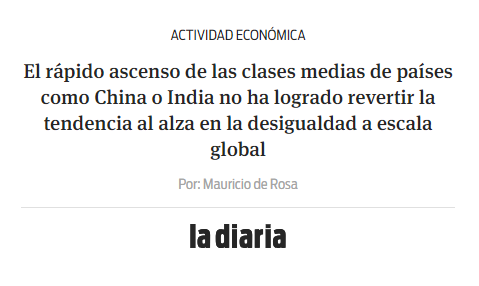 ACTIVIDAD ECONÓMICA
El rápido ascenso de las clases medias de países
como China o India no ha logrado revertir la
tendencia al alza en la desigualdad a escala
global
Por: Mauricio de Rosa
la diaria